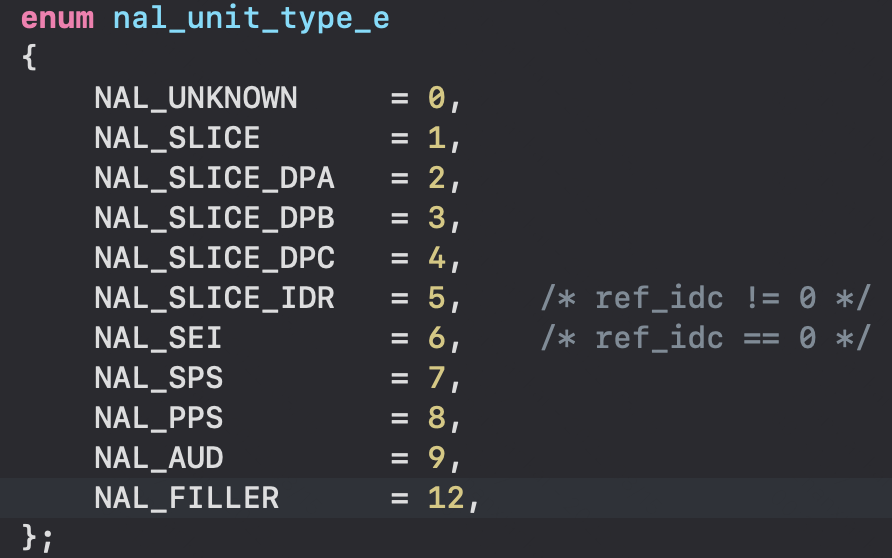 enum nal_unit_type_e
{
    NAL_UNKNOWN     = 0,
    NAL_SLICE       = 1,
    NAL_SLICE_DPA   = 2,
    NAL_SLICE_DPB   = 3,
    NAL_SLICE_DPC   = 4,
    NAL_SLICE_IDR   = 5,    /* ref_idc != 0 */
    NAL_SEI         = 6,    /* ref_idc == 0 */
    NAL_SPS         = 7,
    NAL_PPS         = 8,
    NAL_AUD         = 9,
    NAL_FILLER      = 12,
};